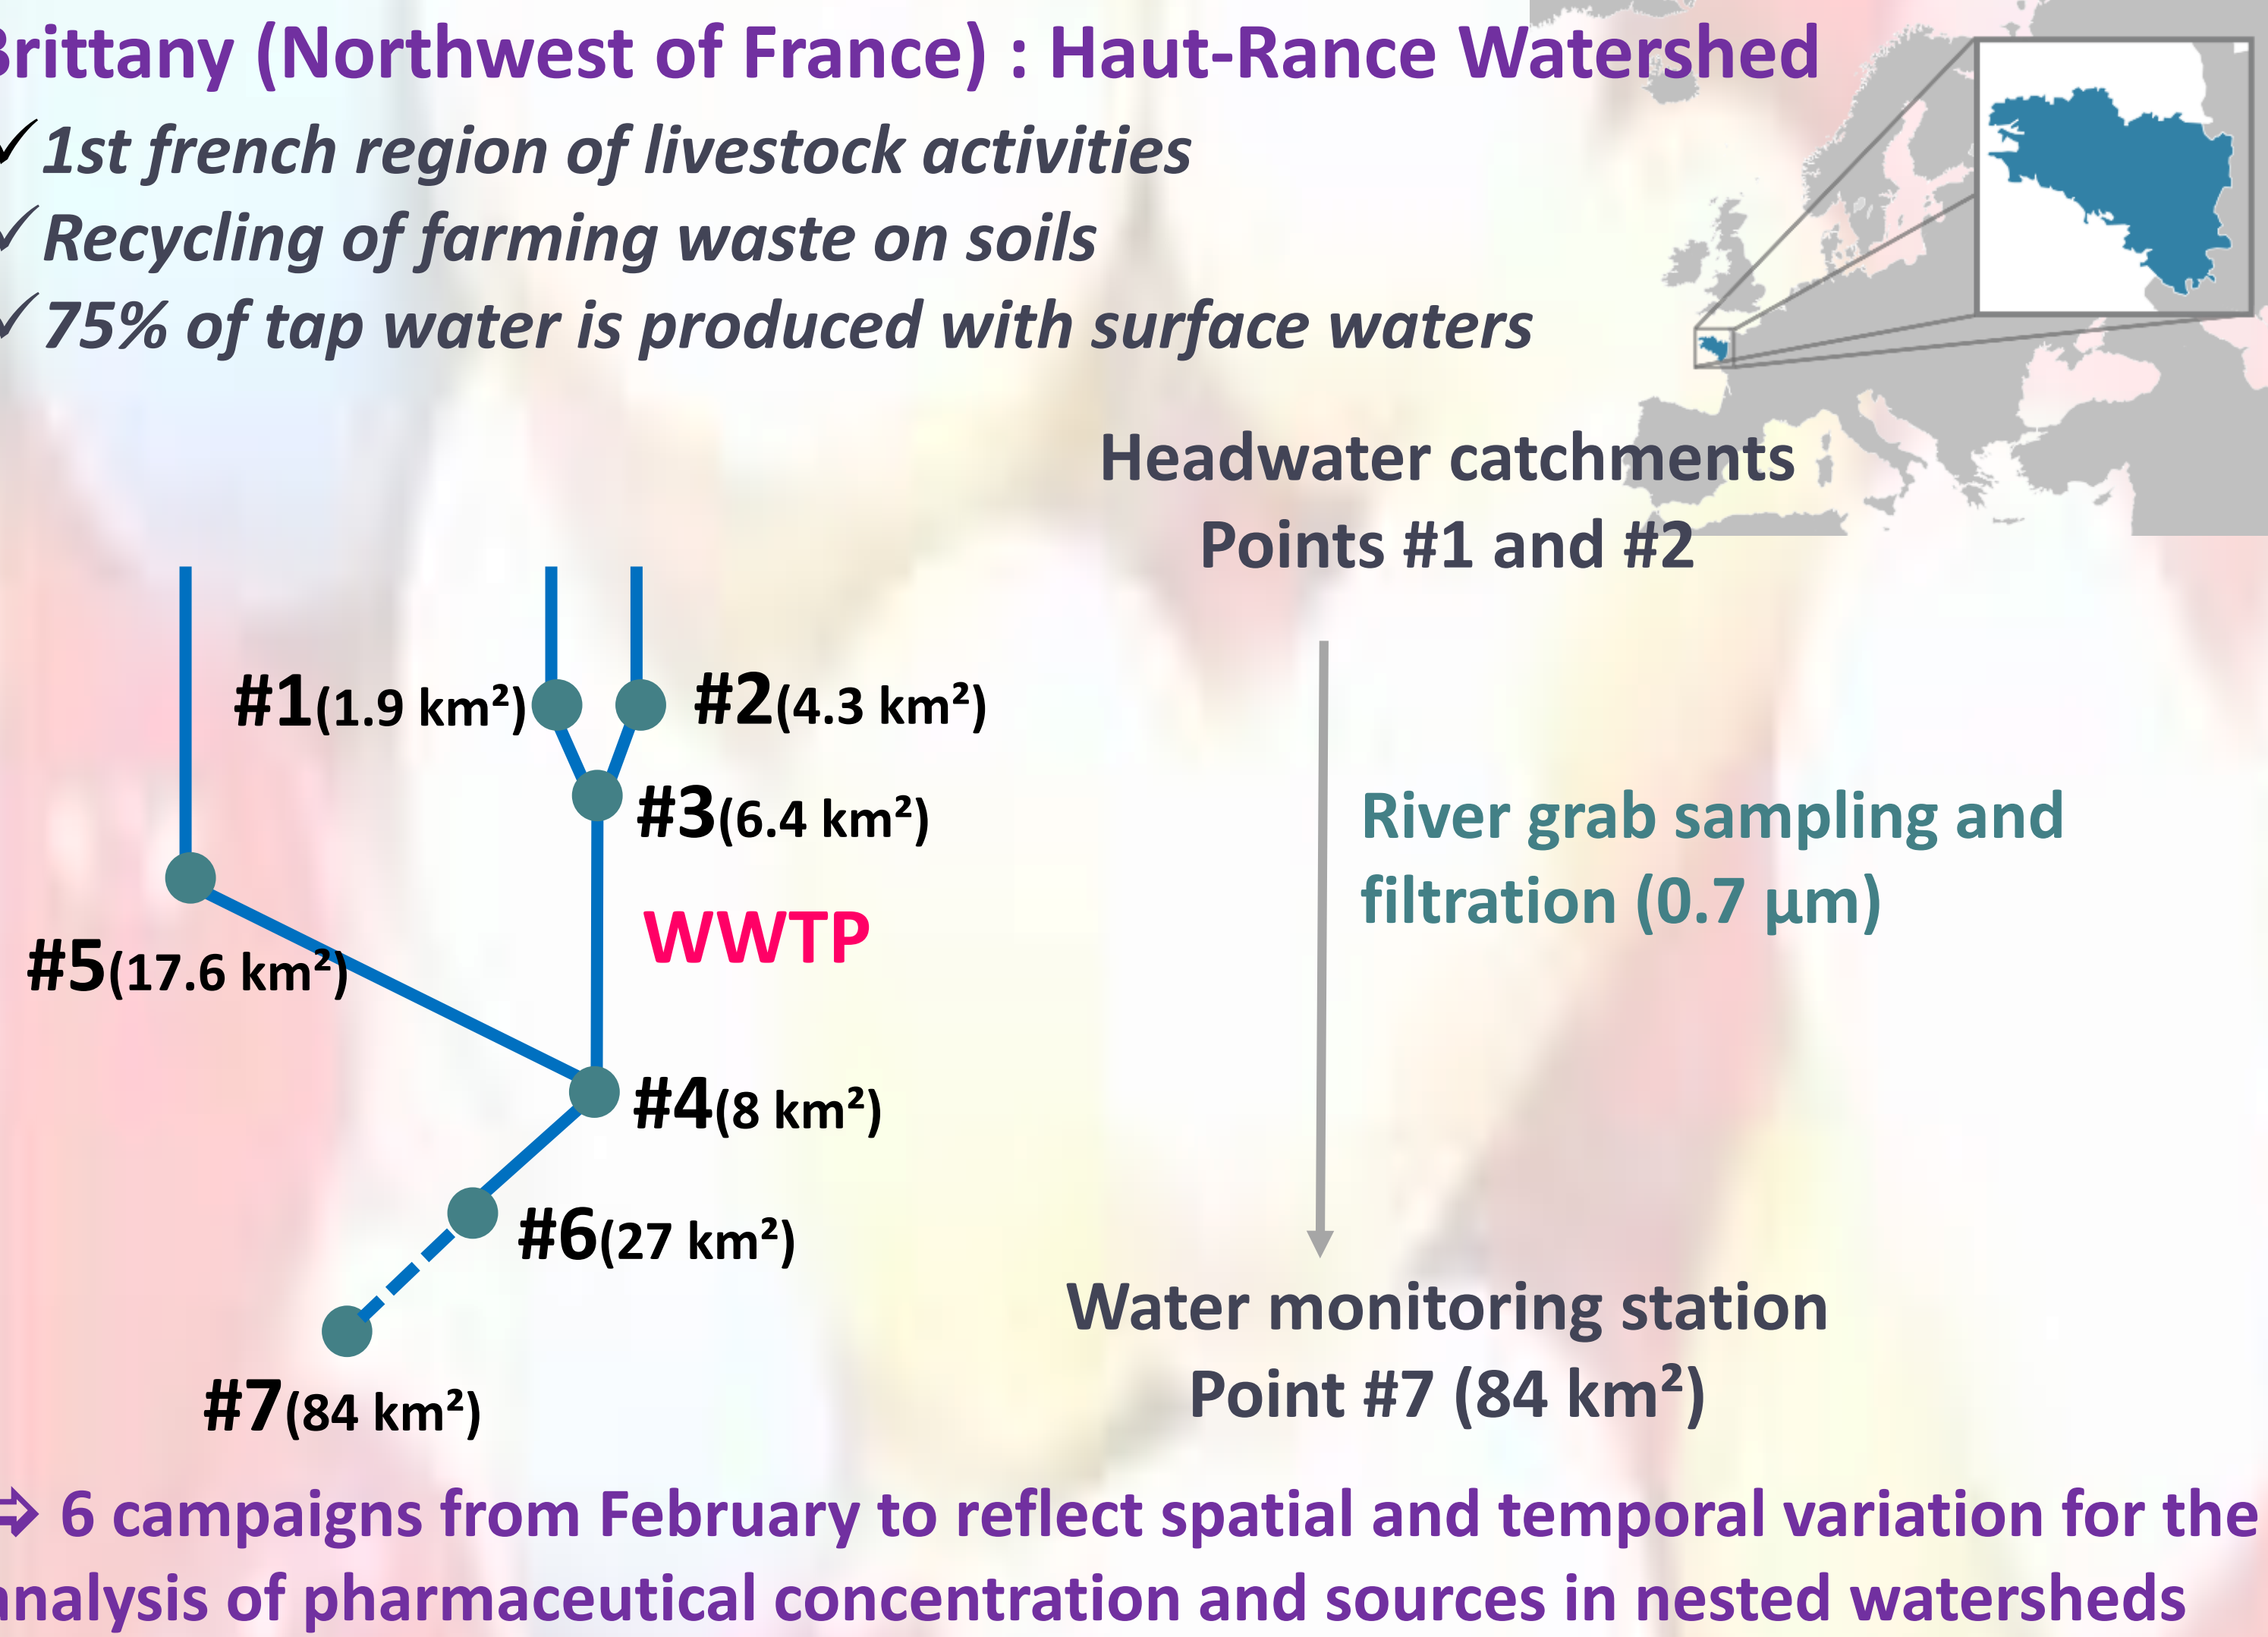 Brittany (Northwest of France) : Haut-Rance Watershed
✓ 1st french region of livestock activities
✓ Recycling of farming waste on soils
✓ 75% of tap water is produced with surface waters
Headwater catchments
Points #1 and #2
#1(1.9 km²)
#2(4.3 km²)
#3(6.4 km²)
River grab sampling and
filtration (0.7 µm)
WWTP
#5(17.6 km²)
#4(8 km²)
#6(27 km²)
Water monitoring station
Point #7 (84 km²)
#7(84 km²)
⇨ 6 campaigns from February to reflect spatial and temporal variation for the
analysis of pharmaceutical concentration and sources in nested watersheds